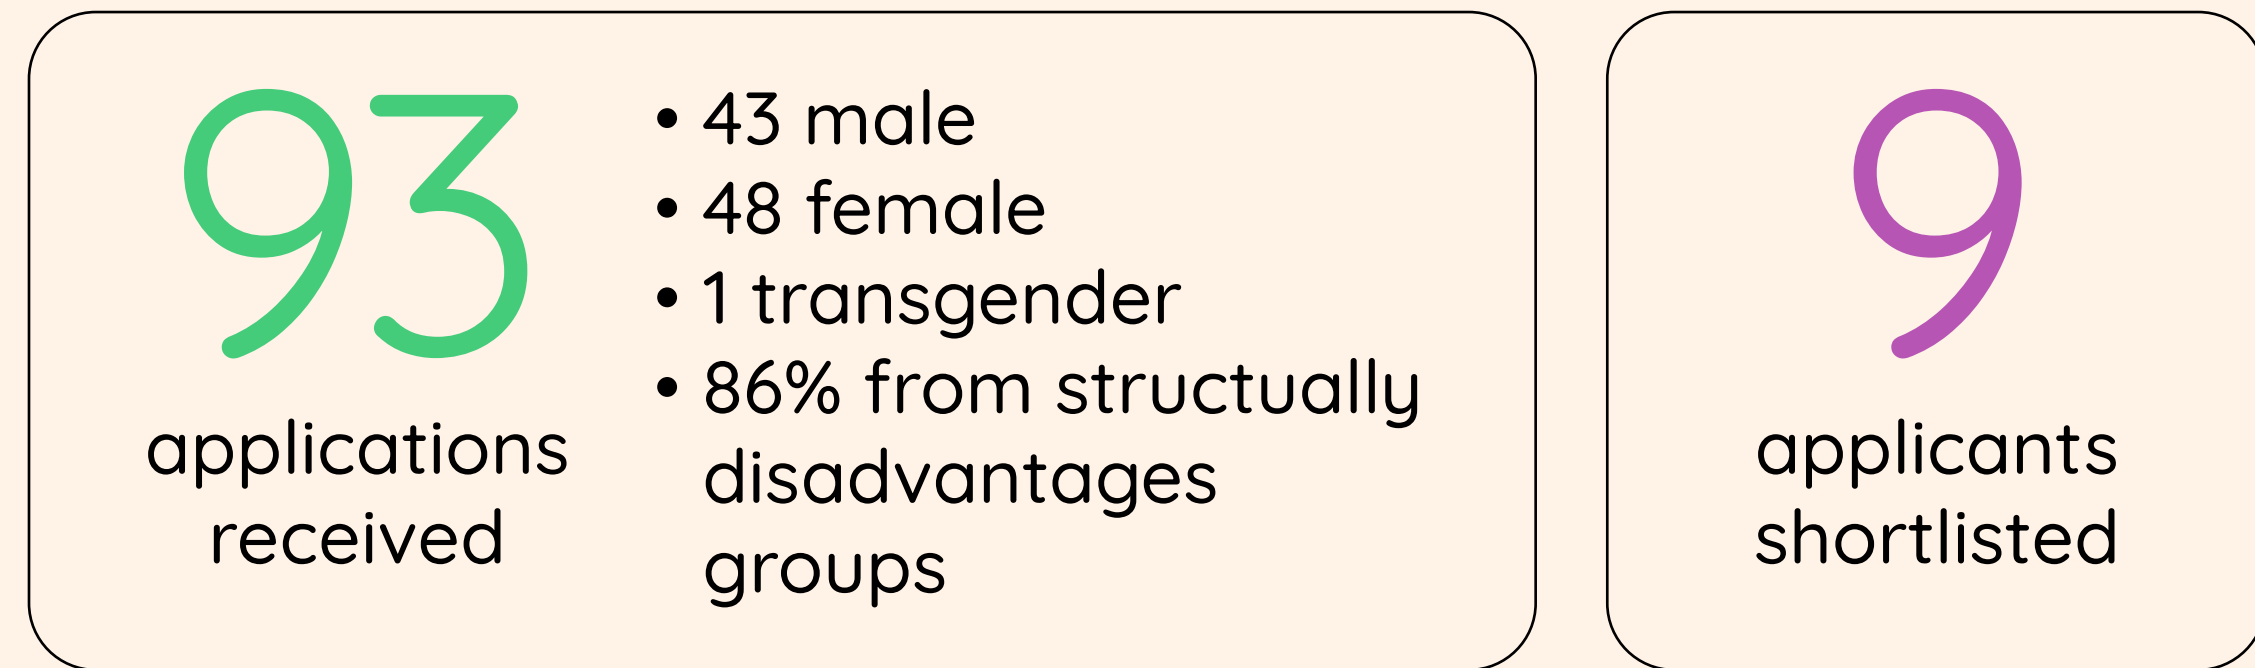 93
applications
received
• 43 male
• 48 female
• 1 transgender
• 86% from structually
disadvantages
groups
9
applicants
shortlisted